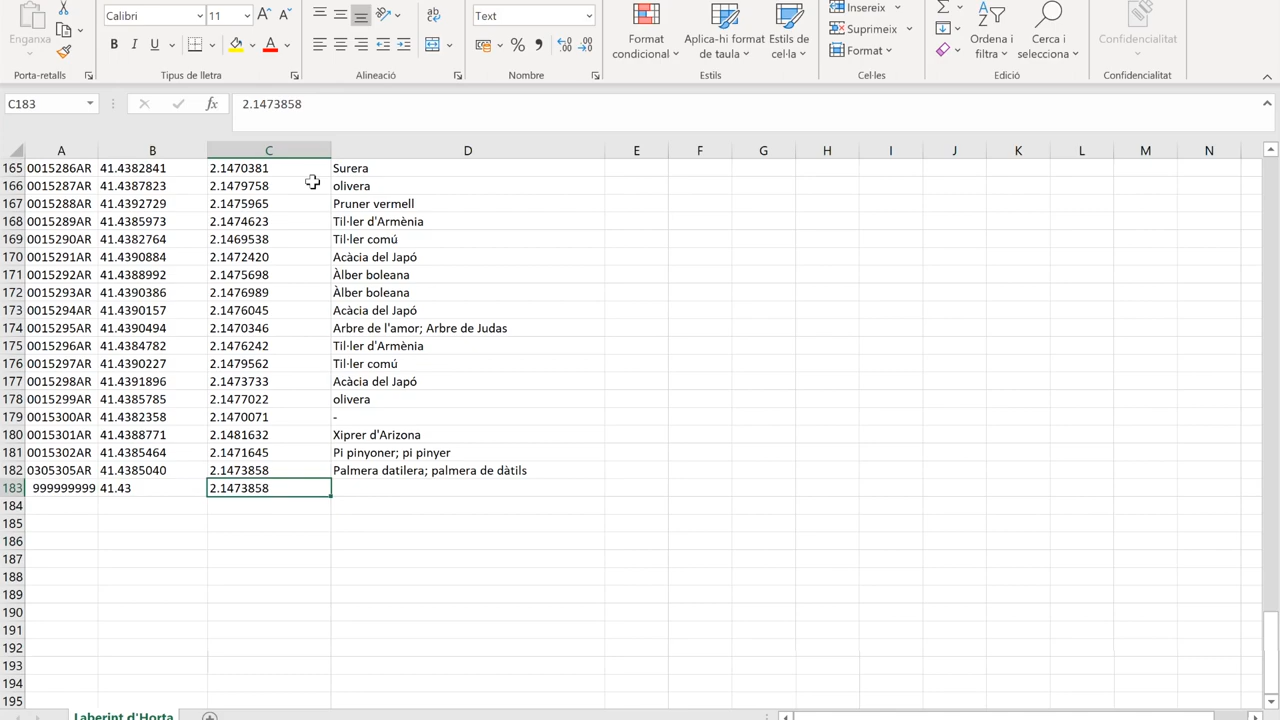 Calibri 11 A A ab Text Insereix
Enganxa Format Aplica-hi format Estils de Suprimeix Ordena i Cerca i Confidencialitat
N I U A % condicional de taula cel·la Format filtra selecciona
Porta-retalls Tipus de lletra Alineació Nombre Estils Cel·les Edició Confidencialitat
C183 fx 2.1473858
A B C D E F G H I J K L M N
165 0015286AR 41.4382841 2.1470381 Surera
166 0015287AR 41.4387823 2.1479758 olivera
167 0015288AR 41.4392729 2.1475965 Pruner vermell
168 0015289AR 41.4385973 2.1474623 Til·ler d'Armènia
169 0015290AR 41.4382764 2.1469538 Til·ler comú
170 0015291AR 41.4390884 2.1472420 Acàcia del Japó
171 0015292AR 41.4388992 2.1475698 Àlber boleana
172 0015293AR 41.4390386 2.1476989 Àlber boleana
173 0015294AR 41.4390157 2.1476045 Acàcia del Japó
174 0015295AR 41.4390494 2.1470346 Arbre de l'amor; Arbre de Judas
175 0015296AR 41.4384782 2.1476242 Til·ler d'Armènia
176 0015297AR 41.4390227 2.1479562 Til·ler comú
177 0015298AR 41.4391896 2.1473733 Acàcia del Japó
178 0015299AR 41.4385785 2.1477022 olivera
179 0015300AR 41.4382358 2.1470071 -
180 0015301AR 41.4388771 2.1481632 Xiprer d'Arizona
181 0015302AR 41.4385464 2.1471645 Pi pinyoner; pi pinyer
182 0305305AR 41.4385040 2.1473858 Palmera datilera; palmera de dàtils
183 999999999 41.43 2.1473858
184
185
186
187
188
189
190
191
192
193
194
195
Laberint d'Horta